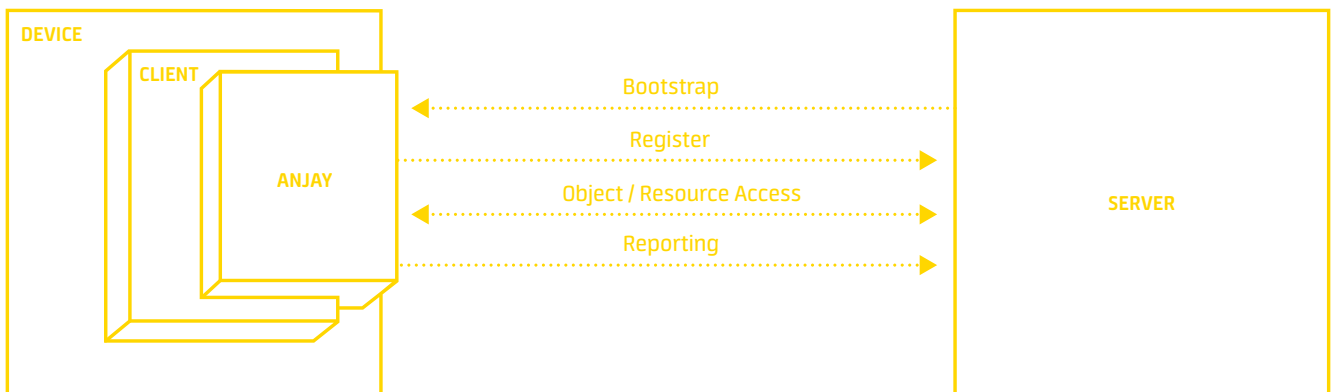 DEVICE
CLIENT
ANJAY
Bootstrap
Register
Object / Resource Access
Reporting
SERVER